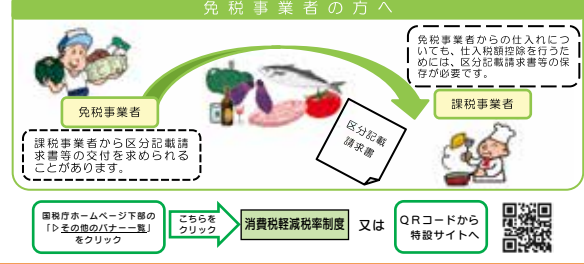 免税事業者の方へ
免税事業者からの仕入れにつ
いても、仕入税額控除を行うた
めには、区分記載請求書等の保
存が必要です。
免税事業者
課税事業者
課税事業者から区分記載請
求書等の交付を求められる
ことがあります。
区分記載
請求書
国税庁ホームページ下部の
「▷その他のバナー一覧」
をクリック
こちらを
クリック
消費税軽減税率制度
又は
QRコードから
特設サイトへ